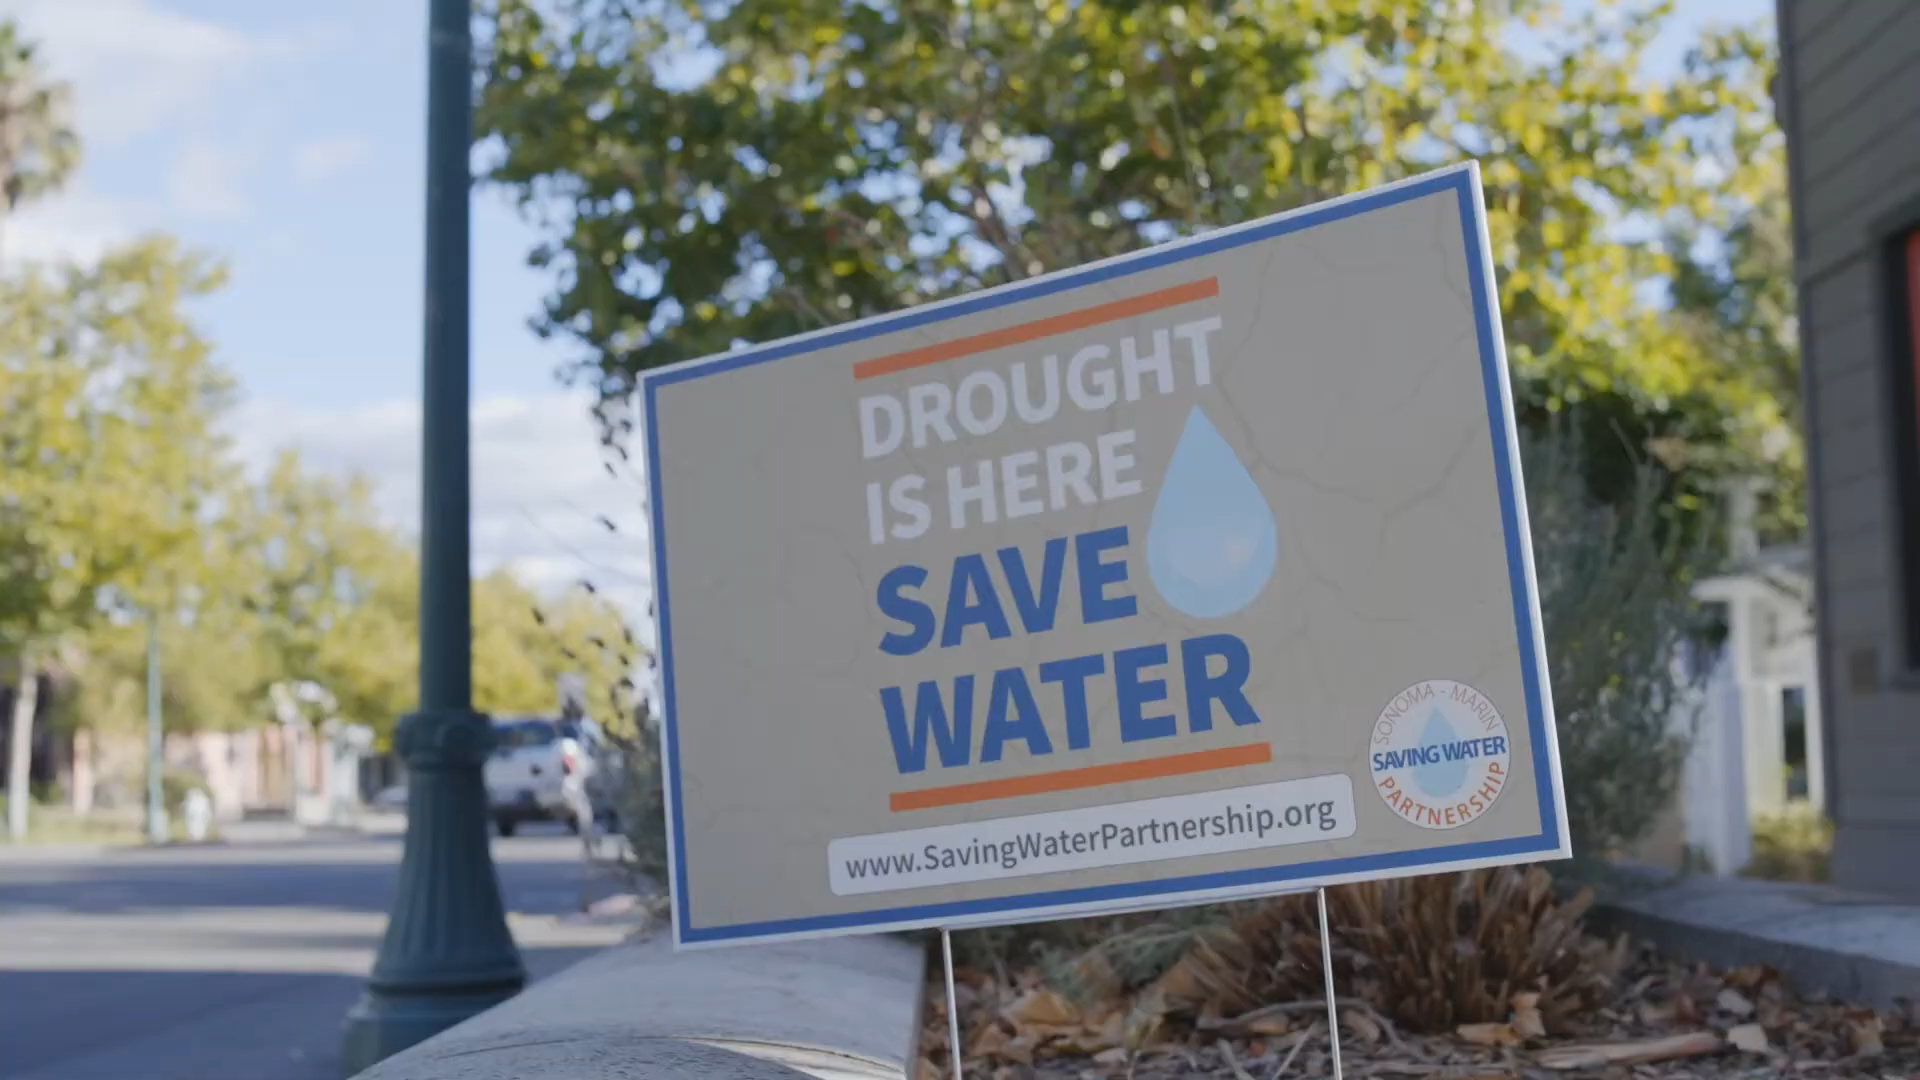 DROUGHT
IS HERE
SAVE
WATER
www.SavingWaterPartnership.org
SONOMA - MARIN
SAVING WATER
PARTNERSHIP